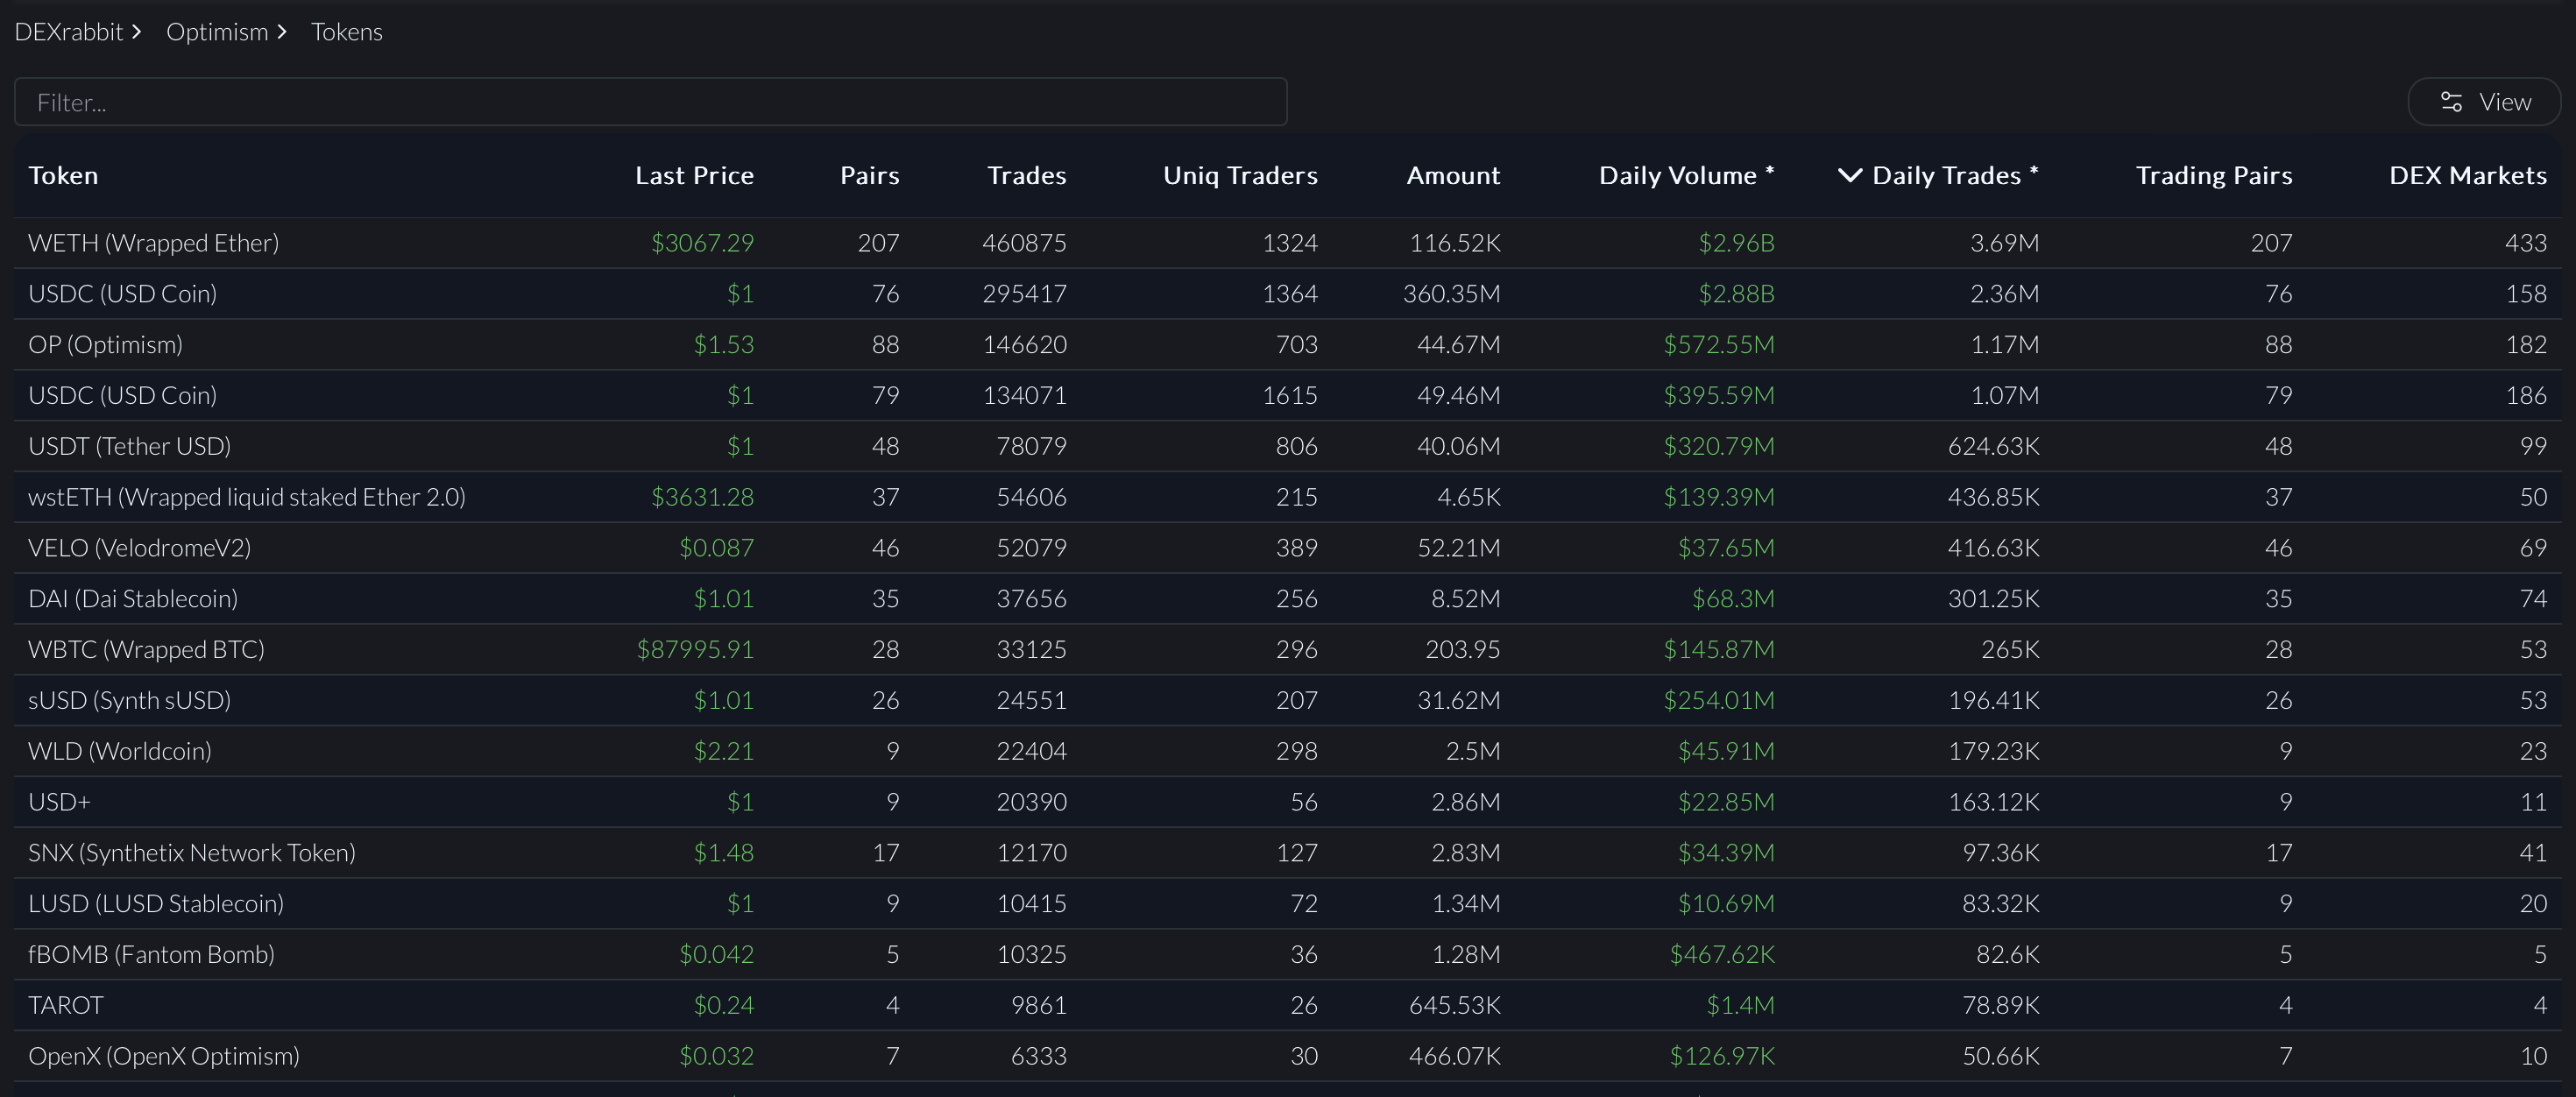 DEXrabbit > Optimism > Tokens
Filter...
View
Token Last Price Pairs Trades Uniq Traders Amount Daily Volume * Daily Trades * Trading Pairs DEX Markets
WETH (Wrapped Ether) $3067.29 207 460875 1324 116.52K $2.96B 3.69M 207 433
USDC (USD Coin) $1 76 295417 1364 360.35M $2.88B 2.36M 76 158
OP (Optimism) $1.53 88 146620 703 44.67M $572.55M 1.17M 88 182
USDC (USD Coin) $1 79 134071 1615 49.46M $395.59M 1.07M 79 186
USDT (Tether USD) $1 48 78079 806 40.06M $320.79M 624.63K 48 99
wstETH (Wrapped liquid staked Ether 2.0) $3631.28 37 54606 215 4.65K $139.39M 436.85K 37 50
VELO (VelodromeV2) $0.087 46 52079 389 52.21M $37.65M 416.63K 46 69
DAI (Dai Stablecoin) $1.01 35 37656 256 8.52M $68.3M 301.25K 35 74
WBTC (Wrapped BTC) $87995.91 28 33125 296 203.95 $145.87M 265K 28 53
sUSD (Synth sUSD) $1.01 26 24551 207 31.62M $254.01M 196.41K 26 53
WLD (Worldcoin) $2.21 9 22404 298 2.5M $45.91M 179.23K 9 23
USD+ $1 9 20390 56 2.86M $22.85M 163.12K 9 11
SNX (Synthetix Network Token) $1.48 17 12170 127 2.83M $34.39M 97.36K 17 41
LUSD (LUSD Stablecoin) $1 9 10415 72 1.34M $10.69M 83.32K 9 20
fBOMB (Fantom Bomb) $0.042 5 10325 36 1.28M $467.62K 82.6K 5 5
TAROT $0.24 4 9861 26 645.53K $1.4M 78.89K 4 4
OpenX (OpenX Optimism) $0.032 7 6333 30 466.07K $126.97K 50.66K 7 10